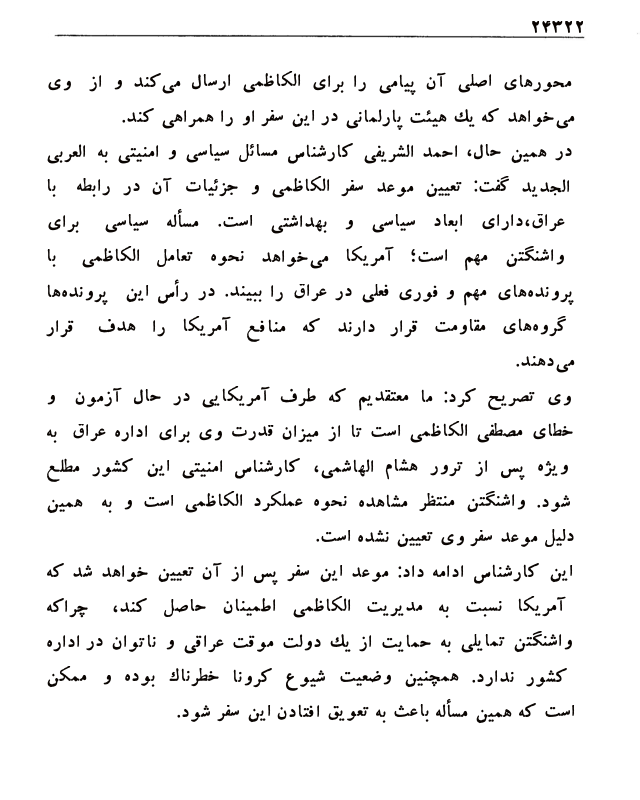 ۲۴۳۲۲
محورهای اصلی آن پیامی را برای الکاظمی ارسال می‌کند و از وی
می‌خواهد که یك هیئت پارلمانی در این سفر او را همراهی کند.
در همین حال، احمد الشریفی کارشناس مسائل سیاسی و امنیتی به العربی
الجدید گفت: تعیین موعد سفر الکاظمی و جزئیات آن در رابطه با
عراق،دارای ابعاد سیاسی و بهداشتی است. مسأله سیاسی برای
واشنگتن مهم است؛ آمریکا می‌خواهد نحوه تعامل الکاظمی با
پرونده‌های مهم و فوری فعلی در عراق را ببیند. در رأس این پرونده‌ها
گروه‌های مقاومت قرار دارند که منافع آمریکا را هدف قرار
می‌دهند.
وی تصریح کرد: ما معتقدیم که طرف آمریکایی در حال آزمون و
خطای مصطفی الکاظمی است تا از میزان قدرت وی برای اداره عراق به
ویژه پس از ترور هشام الهاشمی، کارشناس امنیتی این کشور مطلع
شود. واشنگتن منتظر مشاهده نحوه عملکرد الکاظمی است و به همین
دلیل موعد سفر وی تعیین نشده است.
این کارشناس ادامه داد: موعد این سفر پس از آن تعیین خواهد شد که
آمریکا نسبت به مدیریت الکاظمی اطمینان حاصل کند، چراکه
واشنگتن تمایلی به حمایت از یك دولت موقت عراقی و ناتوان در اداره
کشور ندارد. همچنین وضعیت شیوع کرونا خطرناك بوده و ممکن
است که همین مسأله باعث به تعویق افتادن این سفر شود.